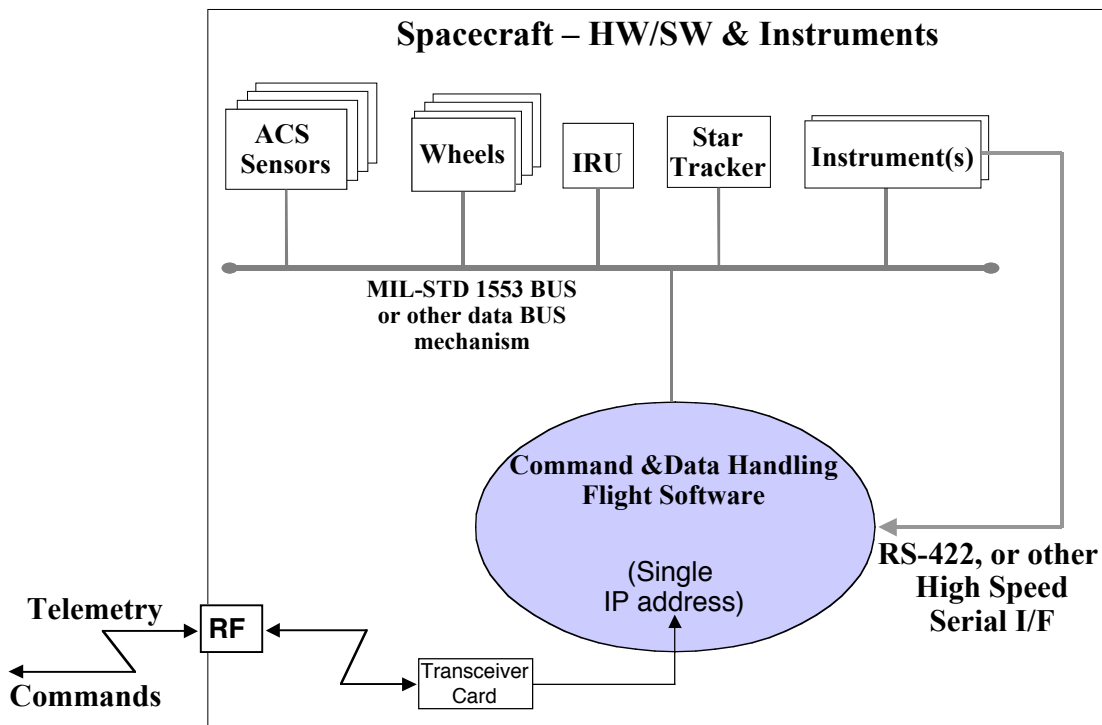 Spacecraft – HW/SW & Instruments
ACS
Sensors
Wheels
IRU
Star
Tracker
Instrument(s)
MIL-STD 1553 BUS
or other data BUS
mechanism
Command &Data Handling
Flight Software
(Single
IP address)
RS-422, or other
High Speed
Serial I/F
Telemetry
RF
Commands
Transceiver
Card